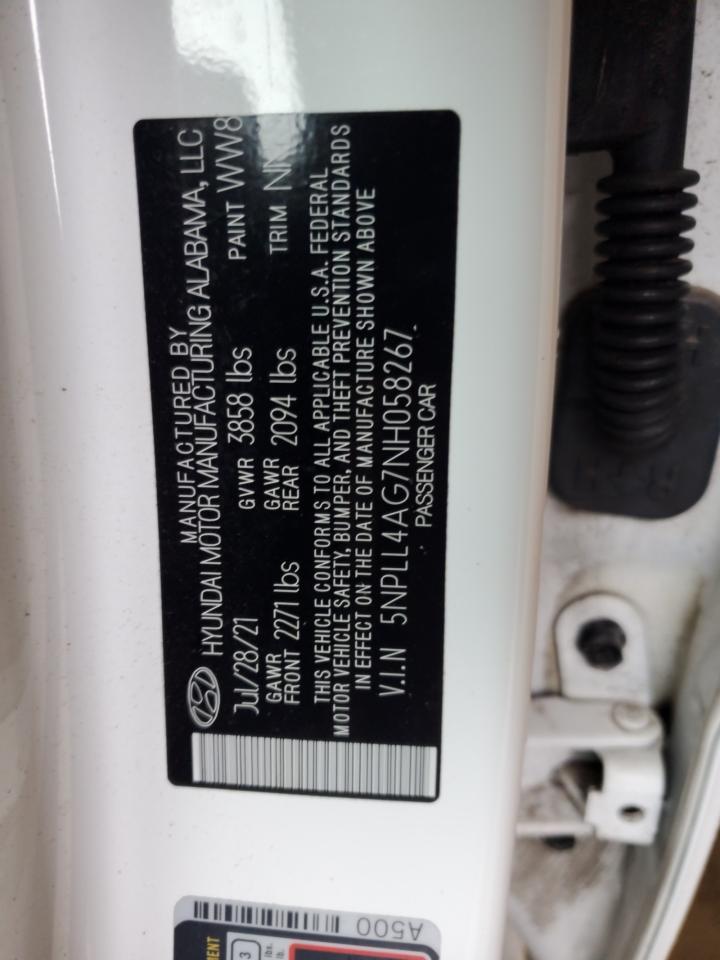 MANUFACTURED BY
HYUNDAI MOTOR MANUFACTURING ALABAMA, LLC
Jul/28/21 GVWR 3858 lbs PAINT WW8
GAWR FRONT 2271 lbs GAWR REAR 2094 lbs TRIM
THIS VEHICLE CONFORMS TO ALL APPLICABLE U.S.A. FEDERAL
MOTOR VEHICLE SAFETY, BUMPER, AND THEFT PREVENTION STANDARDS
IN EFFECT ON THE DATE OF MANUFACTURE SHOWN ABOVE
V.I.N 5NPLL4AG7NH058267
PASSENGER CAR
A500
3
lbs.